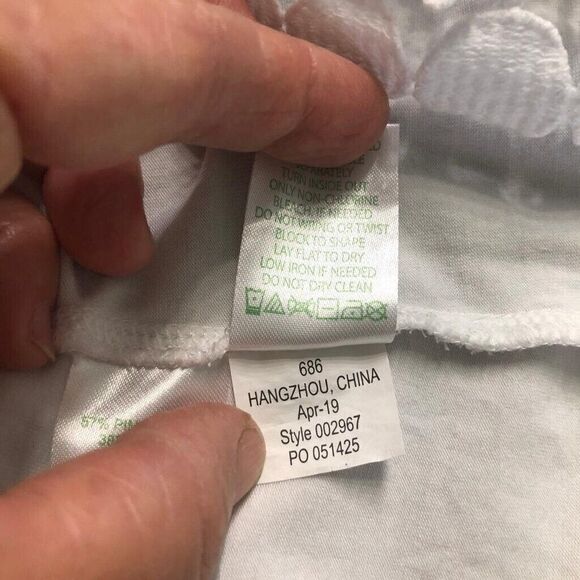 TURN INSIDE OUT
ONLY NON-CHLORINE
BLEACH, IF NEEDED
DO NOT WRING OR TWIST
BLOCK TO SHAPE
LAY FLAT TO DRY
LOW IRON IF NEEDED
DO NOT DRY CLEAN
686
HANGZHOU, CHINA
Apr-19
Style 002967
PO 051425
57%